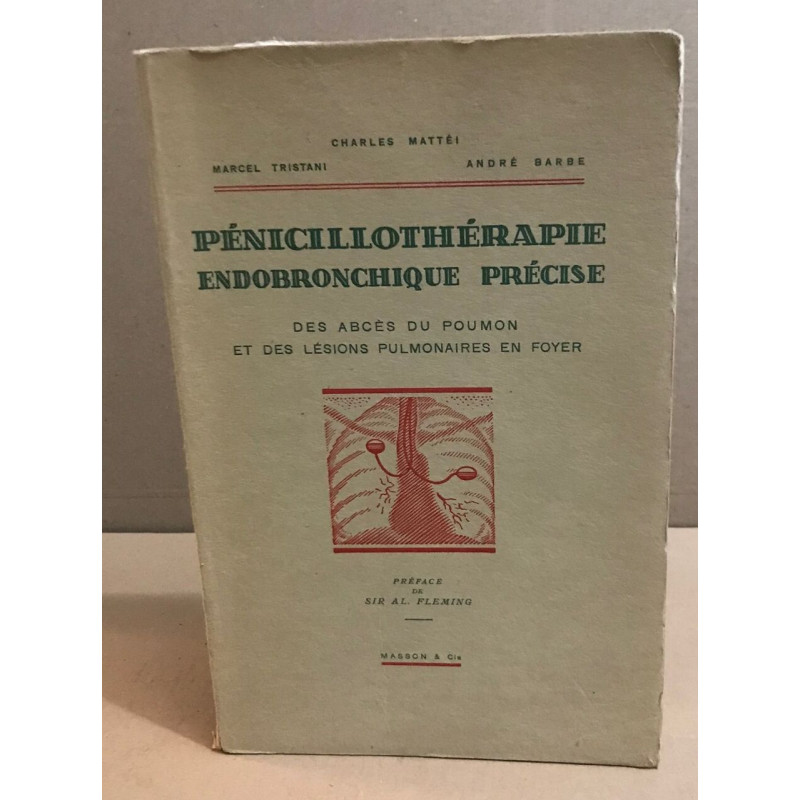 CHARLES MATTÉI
MARCEL TRISTANI ANDRÉ BARBE
PÉNICILLOTHÉRAPIE
ENDOBRONCHIQUE PRÉCISE
DES ABCÈS DU POUMON
ET DES LÉSIONS PULMONAIRES EN FOYER
PRÉFACE
DE
SIR AL. FLEMING
MASSON & Cie